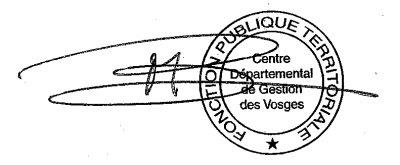 FONCTION PUBLIQUE TERRITORIALE
Centre
Départemental
de Gestion
des Vosges